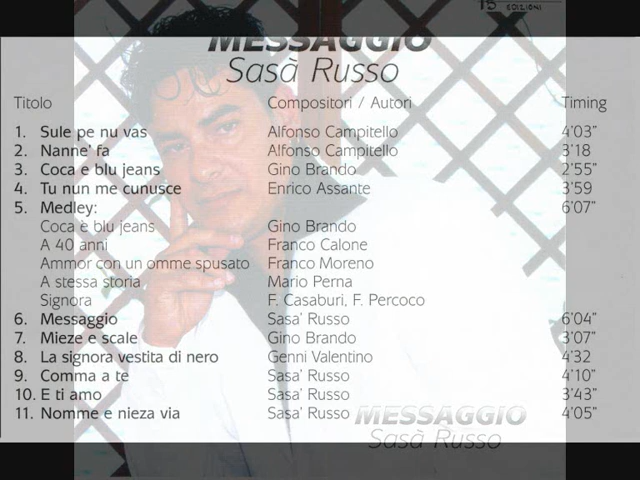 15 EDIZIONI
MESSAGGIO
Sasà Russo
Titolo Compositori / Autori Timing
1. Sule pe nu vas Alfonso Campitello 4'03"
2. Nanne' fa Alfonso Campitello 3'18
3. Coca e blu jeans Gino Brando 2'55"
4. Tu nun me cunusce Enrico Assante 3'59
5. Medley: 6'07"
Coca e blu jeans Gino Brando
A 40 anni Franco Calone
Ammor con un omme spusato Franco Moreno
A stessa storia Mario Perna
Signora F. Casaburi, F. Percoco
6. Messaggio Sasa' Russo 6'04"
7. Mieze e scale Gino Brando 3'07"
8. La signora vestita di nero Genni Valentino 4'32
9. Comma a te Sasa' Russo 4'10"
10. E ti amo Sasa' Russo 3'43"
11. Nomme e nieza via Sasa' Russo 4'05"
MESSAGGIO
Sasà Russo